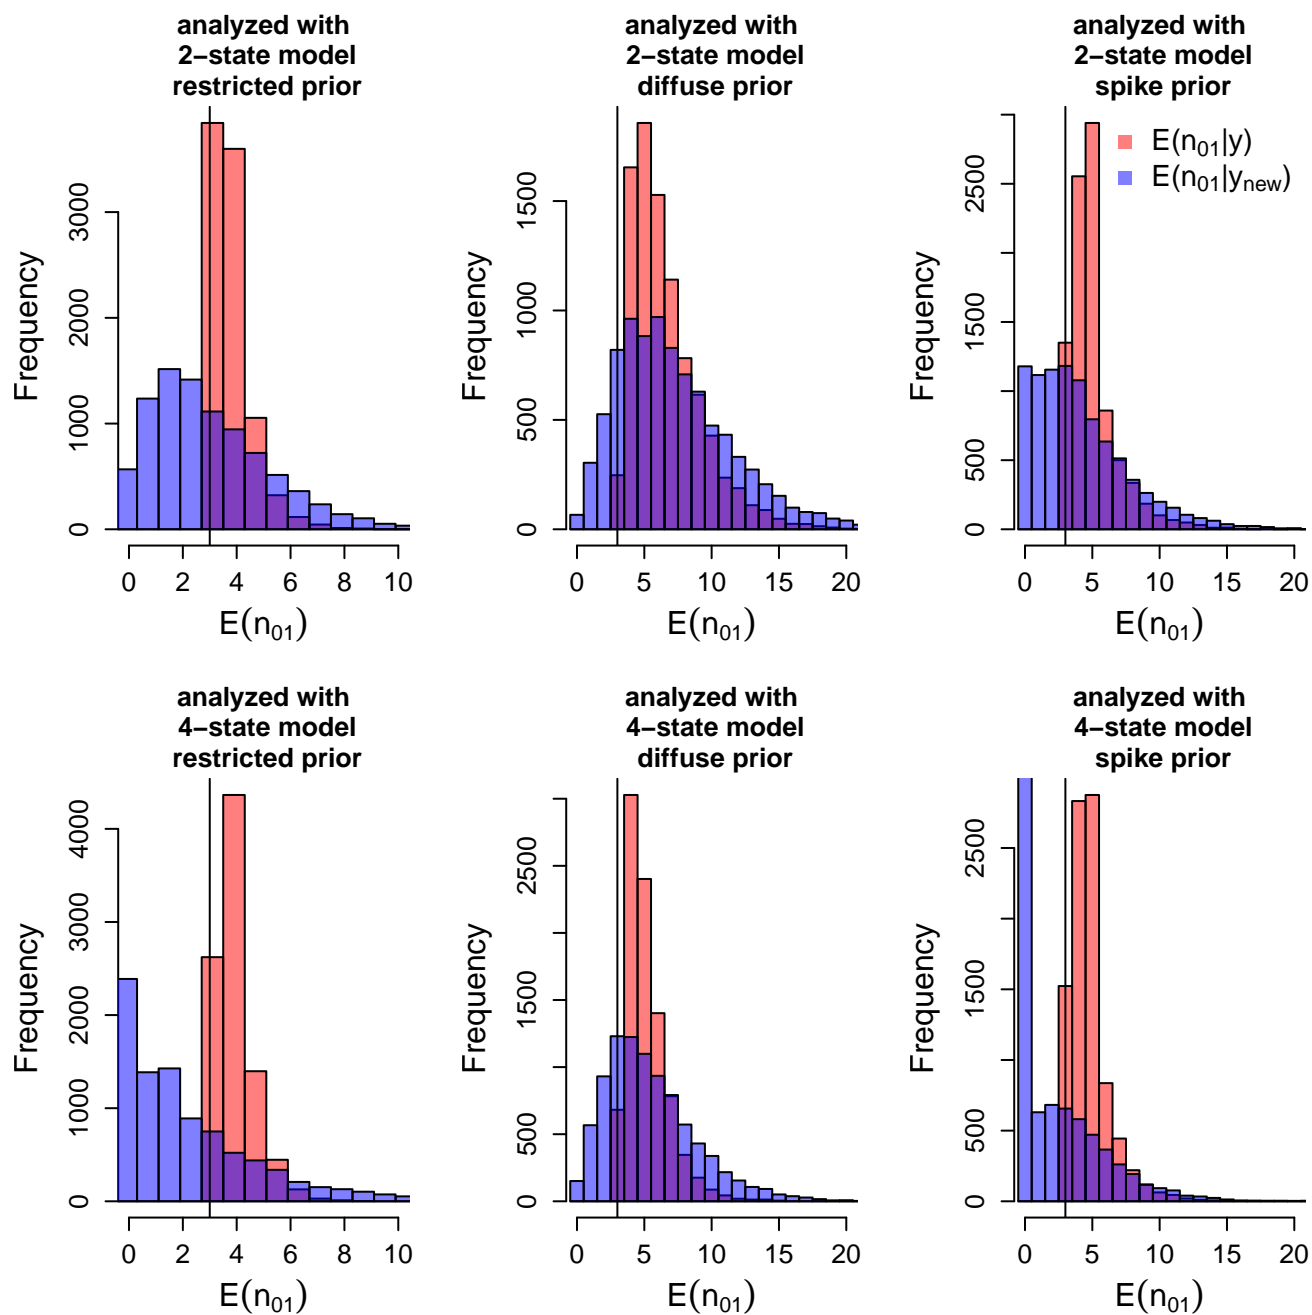 analyzed with
2−state model
restricted prior
Frequency
0 1000 2000 3000
0 2 4 6 8 10
E(n₀₁)
analyzed with
2−state model
diffuse prior
Frequency
0 500 1000 1500
0 5 10 15 20
E(n₀₁)
analyzed with
2−state model
spike prior
E(n₀₁|y)
E(n₀₁|yₙₑw)
Frequency
0 500 1500 2500
0 5 10 15 20
E(n₀₁)
analyzed with
4−state model
restricted prior
Frequency
0 1000 2000 3000 4000
0 2 4 6 8 10
E(n₀₁)
analyzed with
4−state model
diffuse prior
Frequency
0 500 1500 2500
0 5 10 15 20
E(n₀₁)
analyzed with
4−state model
spike prior
Frequency
0 500 1500 2500
0 5 10 15 20
E(n₀₁)